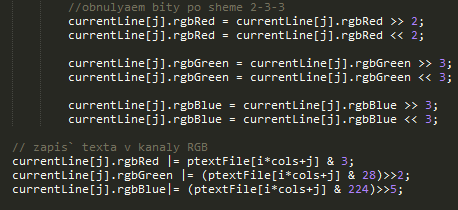 //obnulyaem bity po sheme 2-3-3
currentLine[j].rgbRed = currentLine[j].rgbRed >> 2;
currentLine[j].rgbRed = currentLine[j].rgbRed << 2;
currentLine[j].rgbGreen = currentLine[j].rgbGreen >> 3;
currentLine[j].rgbGreen = currentLine[j].rgbGreen << 3;
currentLine[j].rgbBlue = currentLine[j].rgbBlue >> 3;
currentLine[j].rgbBlue = currentLine[j].rgbBlue << 3;
// zapis` texta v kanaly RGB
currentLine[j].rgbRed |= ptextFile[i*cols+j] & 3;
currentLine[j].rgbGreen |= (ptextFile[i*cols+j] & 28)>>2;
currentLine[j].rgbBlue|= (ptextFile[i*cols+j] & 224)>>5;